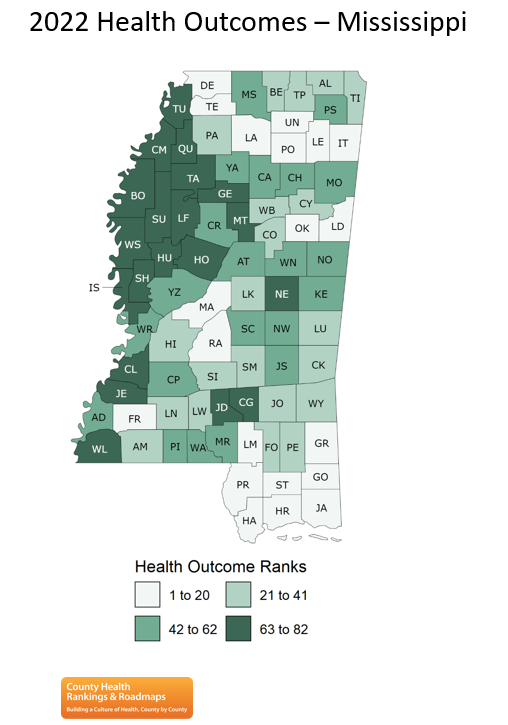 2022 Health Outcomes – Mississippi
DE MS BE TP AL TI
TU TE PS
UN
PA LA LE IT
CM QU PO
YA
TA CA CH MO
GE
BO WB CY
SU LF CR MT
CO OK LD
WS
HU HO AT WN NO
SH
IS YZ LK NE KE
MA
WR SC NW LU
HI RA
CL SM JS CK
CP SI
JE LW JD CG JO WY
AD FR LN
WL AM PI WA MR LM FO PE GR
GO
PR ST
HR JA
HA
Health Outcome Ranks
1 to 20 21 to 41
42 to 62 63 to 82
County Health
Rankings & Roadmaps
Building a Culture of Health, County by County